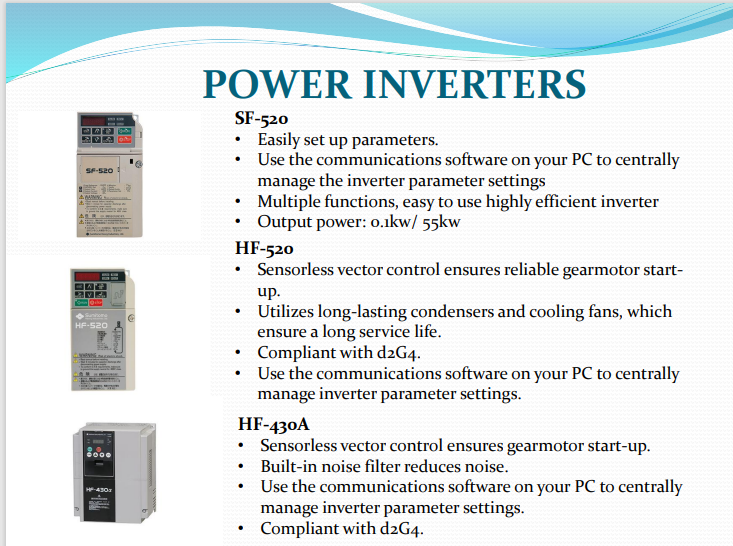 POWER INVERTERS
SF-520
• Easily set up parameters.
• Use the communications software on your PC to centrally
manage the inverter parameter settings
• Multiple functions, easy to use highly efficient inverter
• Output power: 0.1kw/ 55kw
HF-520
• Sensorless vector control ensures reliable gearmotor start-
up.
• Utilizes long-lasting condensers and cooling fans, which
ensure a long service life.
• Compliant with d2G4.
• Use the communications software on your PC to centrally
manage inverter parameter settings.
HF-430A
• Sensorless vector control ensures gearmotor start-up.
• Built-in noise filter reduces noise.
• Use the communications software on your PC to centrally
manage inverter parameter settings.
• Compliant with d2G4.
SF-520
WARNING
HF-520
WARNING
HF-430α